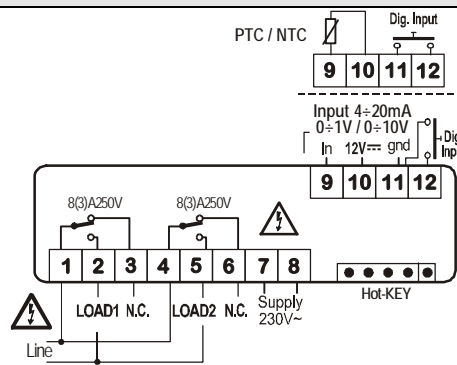 PTC / NTC
Dig. Input
9 10 11 12
Input 4÷20mA
0÷1V / 0÷10V
In 12V gnd
Dig
Inp
9 10 11 12
8(3)A250V 8(3)A250V
1 2 3 4 5 6 7 8
LOAD1 N.C. LOAD2 N.C. Supply
230V~
Hot-KEY
Line